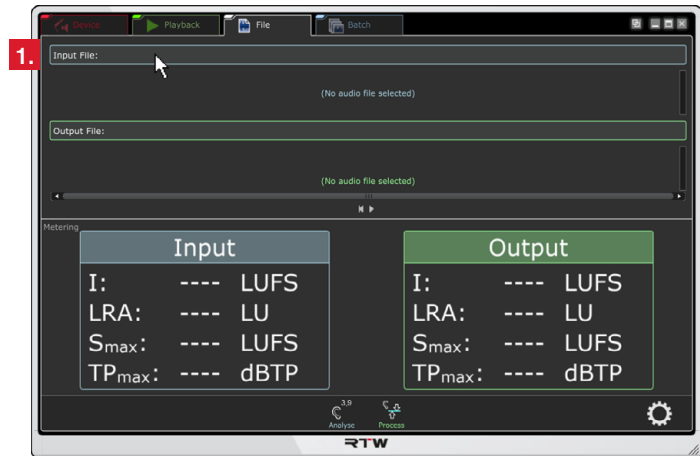 Device
Playback
File
Batch
1.
Input File:
(No audio file selected)
Output File:
(No audio file selected)
Metering
Input
I: ---- LUFS
LRA: ---- LU
Smax: ---- LUFS
TPmax: ---- dBTP
Output
I: ---- LUFS
LRA: ---- LU
Smax: ---- LUFS
TPmax: ---- dBTP
3,9
Analyse
Process
RTW